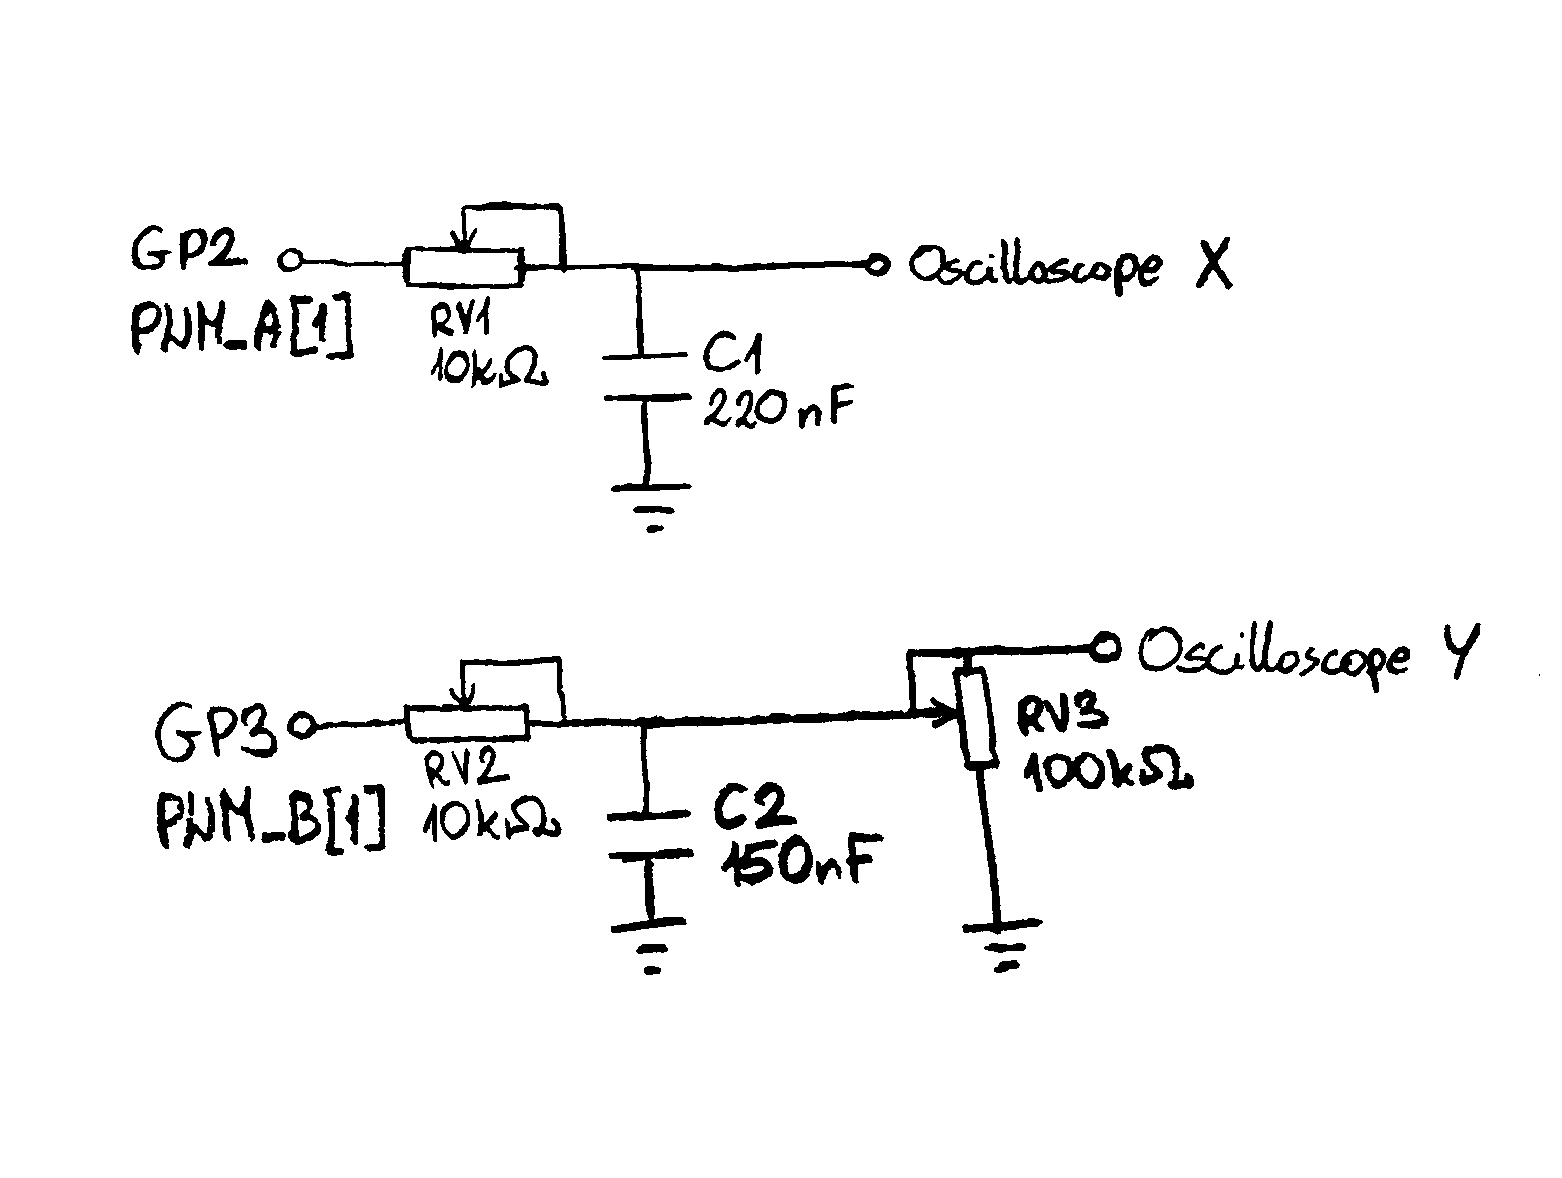 GP2
PWM_A[1]
RV1
10kΩ
C1
220nF
Oscilloscope X
GP3
PWM_B[1]
RV2
10kΩ
C2
150nF
RV3
100kΩ
Oscilloscope Y